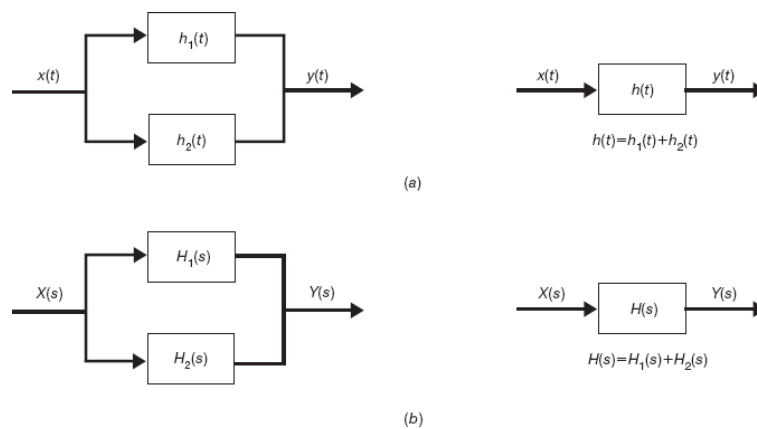 h₁(t)
x(t)
y(t)
h₂(t)
x(t)
h(t)
y(t)
h(t)=h₁(t)+h₂(t)
(a)
H₁(s)
X(s)
Y(s)
H₂(s)
X(s)
H(s)
Y(s)
H(s)=H₁(s)+H₂(s)
(b)